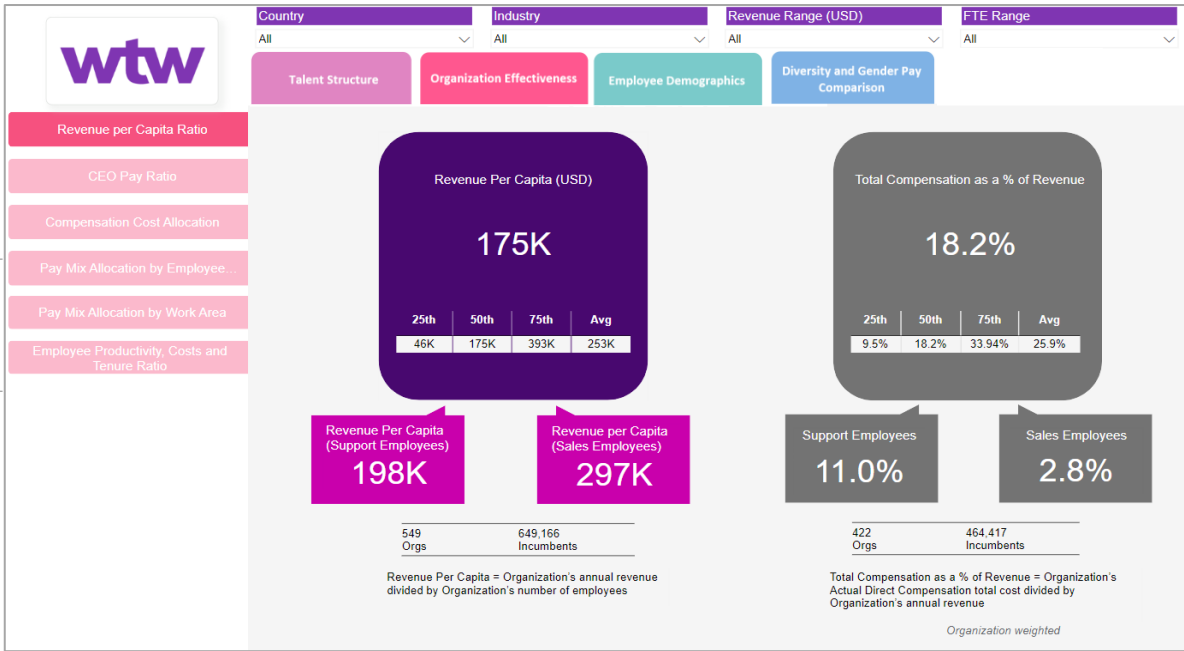 wtw
Country
All
Industry
All
Revenue Range (USD)
All
FTE Range
All
Talent Structure
Organization Effectiveness
Employee Demographics
Diversity and Gender Pay
Comparison
Revenue per Capita Ratio
CEO Pay Ratio
Compensation Cost Allocation
Pay Mix Allocation by Employee...
Pay Mix Allocation by Work Area
Employee Productivity, Costs and
Tenure Ratio
Revenue Per Capita (USD)
175K
25th 50th 75th Avg
46K 175K 393K 253K
Revenue Per Capita
(Support Employees)
198K
Revenue per Capita
(Sales Employees)
297K
549 649,166
Orgs Incumbents
Revenue Per Capita = Organization's annual revenue
divided by Organization's number of employees
Total Compensation as a % of Revenue
18.2%
25th 50th 75th Avg
9.5% 18.2% 33.94% 25.9%
Support Employees
11.0%
Sales Employees
2.8%
422 464,417
Orgs Incumbents
Total Compensation as a % of Revenue = Organization's
Actual Direct Compensation total cost divided by
Organization's annual revenue
Organization weighted